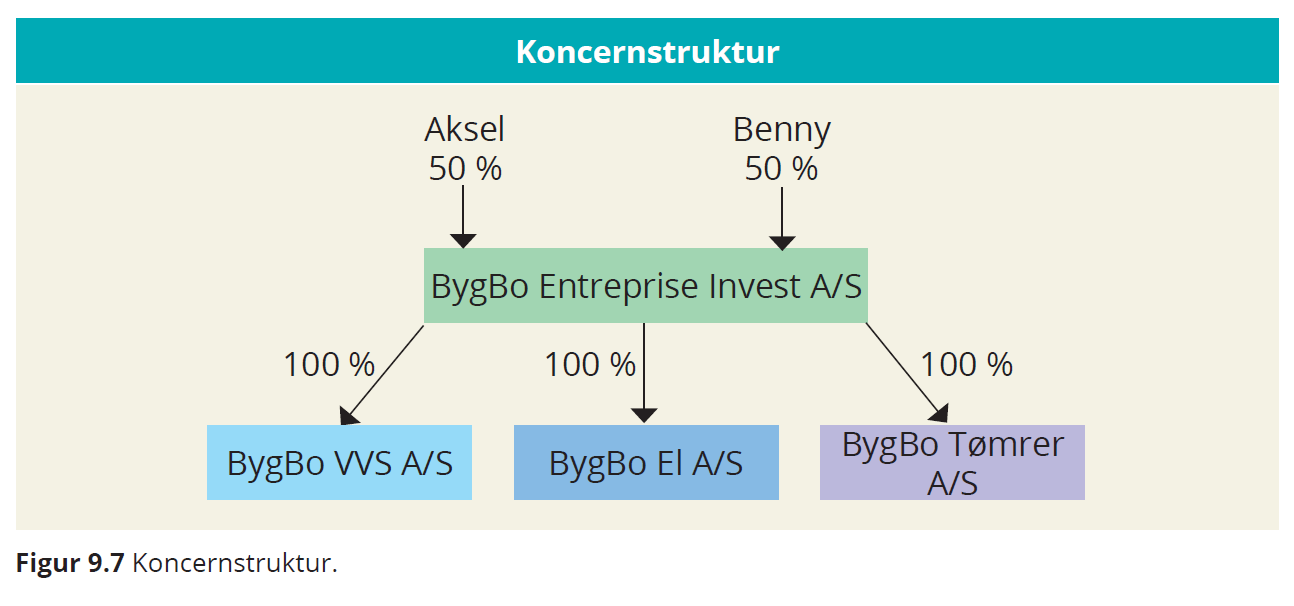 Koncernstruktur
Aksel
50 %
Benny
50 %
BygBo Entreprise Invest A/S
100 %
100 %
100 %
BygBo VVS A/S
BygBo El A/S
BygBo Tømrer
A/S
Figur 9.7 Koncernstruktur.